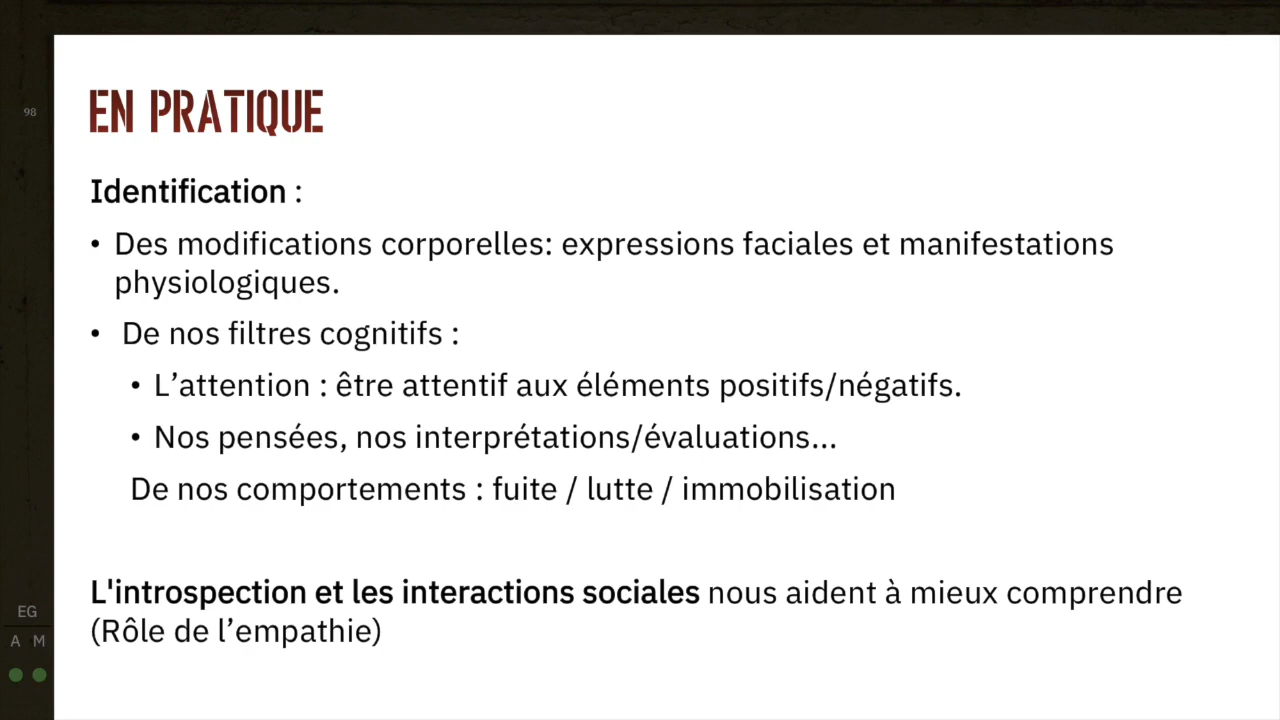 98
EN PRATIQUE
Identification :
• Des modifications corporelles: expressions faciales et manifestations
physiologiques.
• De nos filtres cognitifs :
• L’attention : être attentif aux éléments positifs/négatifs.
• Nos pensées, nos interprétations/évaluations...
De nos comportements : fuite / lutte / immobilisation
L'introspection et les interactions sociales nous aident à mieux comprendre
(Rôle de l’empathie)
EG
A M